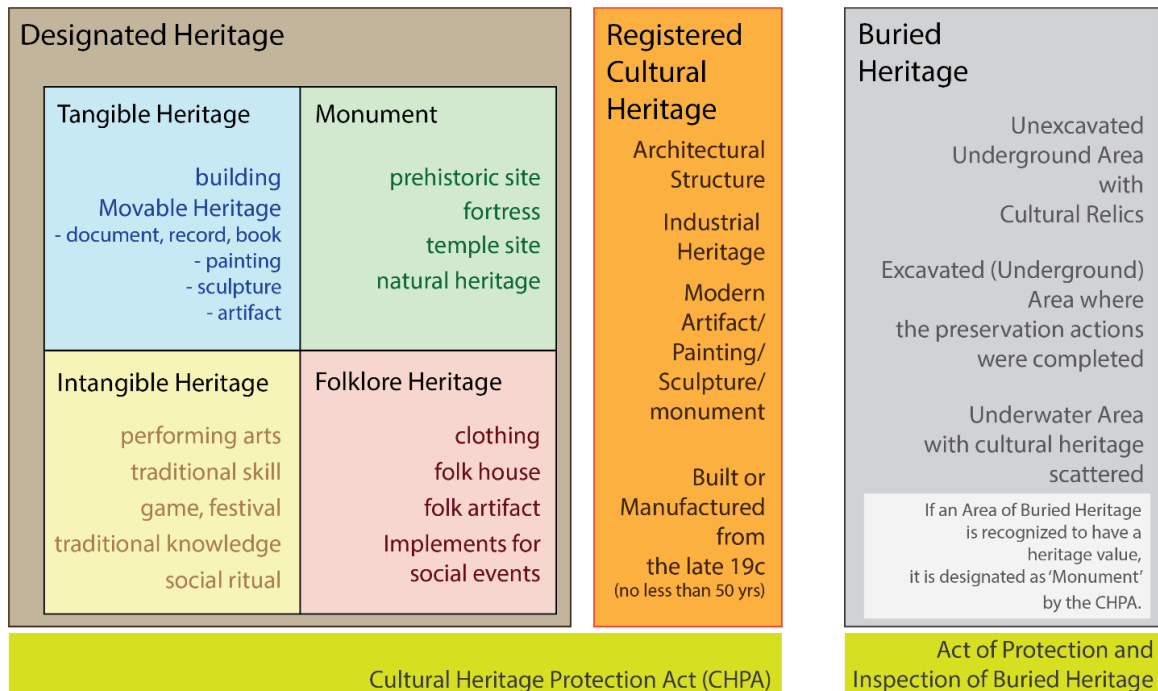 Designated Heritage
Tangible Heritage
building
Movable Heritage
- document, record, book
- painting
- sculpture
- artifact
Monument
prehistoric site
fortress
temple site
natural heritage
Intangible Heritage
performing arts
traditional skill
game, festival
traditional knowledge
social ritual
Folklore Heritage
clothing
folk house
folk artifact
Implements for
social events
Registered
Cultural
Heritage
Architectural
Structure
Industrial
Heritage
Modern
Artifact/
Painting/
Sculpture/
monument
Built or
Manufactured
from
the late 19c
(no less than 50 yrs)
Cultural Heritage Protection Act (CHPA)
Buried
Heritage
Unexcavated
Underground Area
with
Cultural Relics
Excavated (Underground)
Area where
the preservation actions
were completed
Underwater Area
with cultural heritage
scattered
If an Area of Buried Heritage
is recognized to have a
heritage value,
it is designated as 'Monument'
by the CHPA.
Act of Protection and
Inspection of Buried Heritage